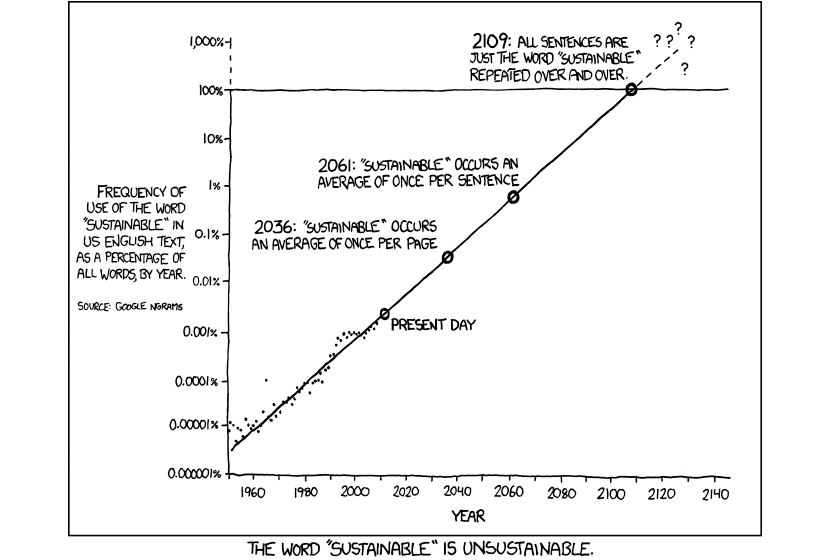 1,000%
2109: ALL SENTENCES ARE
JUST THE WORD "SUSTAINABLE"
REPEATED OVER AND OVER.
? ? ? ?
?
100%
10%
2061: "SUSTAINABLE" OCCURS AN
AVERAGE OF ONCE PER SENTENCE
1%
FREQUENCY OF
USE OF THE WORD
"SUSTAINABLE" IN
US ENGLISH TEXT,
AS A PERCENTAGE OF
ALL WORDS, BY YEAR.
SOURCE: GOOGLE NGRAMS
2036: "SUSTAINABLE" OCCURS
AN AVERAGE OF ONCE PER PAGE
0.1%
0.01%
PRESENT DAY
0.001%
0.0001%
0.00001%
0.000001%
1960 1980 2000 2020 2040 2060 2080 2100 2120 2140
YEAR
THE WORD "SUSTAINABLE" IS UNSUSTAINABLE.